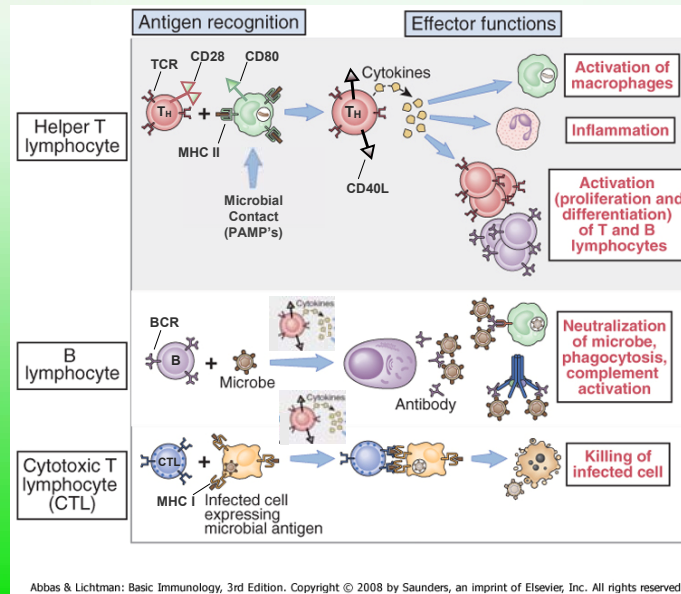 Antigen recognition
Effector functions
Helper T
lymphocyte
TCR
CD28
CD80
TH
+
MHC II
Microbial
Contact
(PAMP's)
TH
Cytokines
CD40L
Activation of
macrophages
Inflammation
Activation
(proliferation and
differentiation)
of T and B
lymphocytes
B
lymphocyte
BCR
B
+
Microbe
Cytokines
Antibody
Neutralization
of microbe,
phagocytosis,
complement
activation
Cytotoxic T
lymphocyte
(CTL)
CTL
+
MHC I
Infected cell
expressing
microbial antigen
Cytokines
Killing of
infected cell
Abbas & Lichtman: Basic Immunology, 3rd Edition. Copyright © 2008 by Saunders, an imprint of Elsevier, Inc. All rights reserved